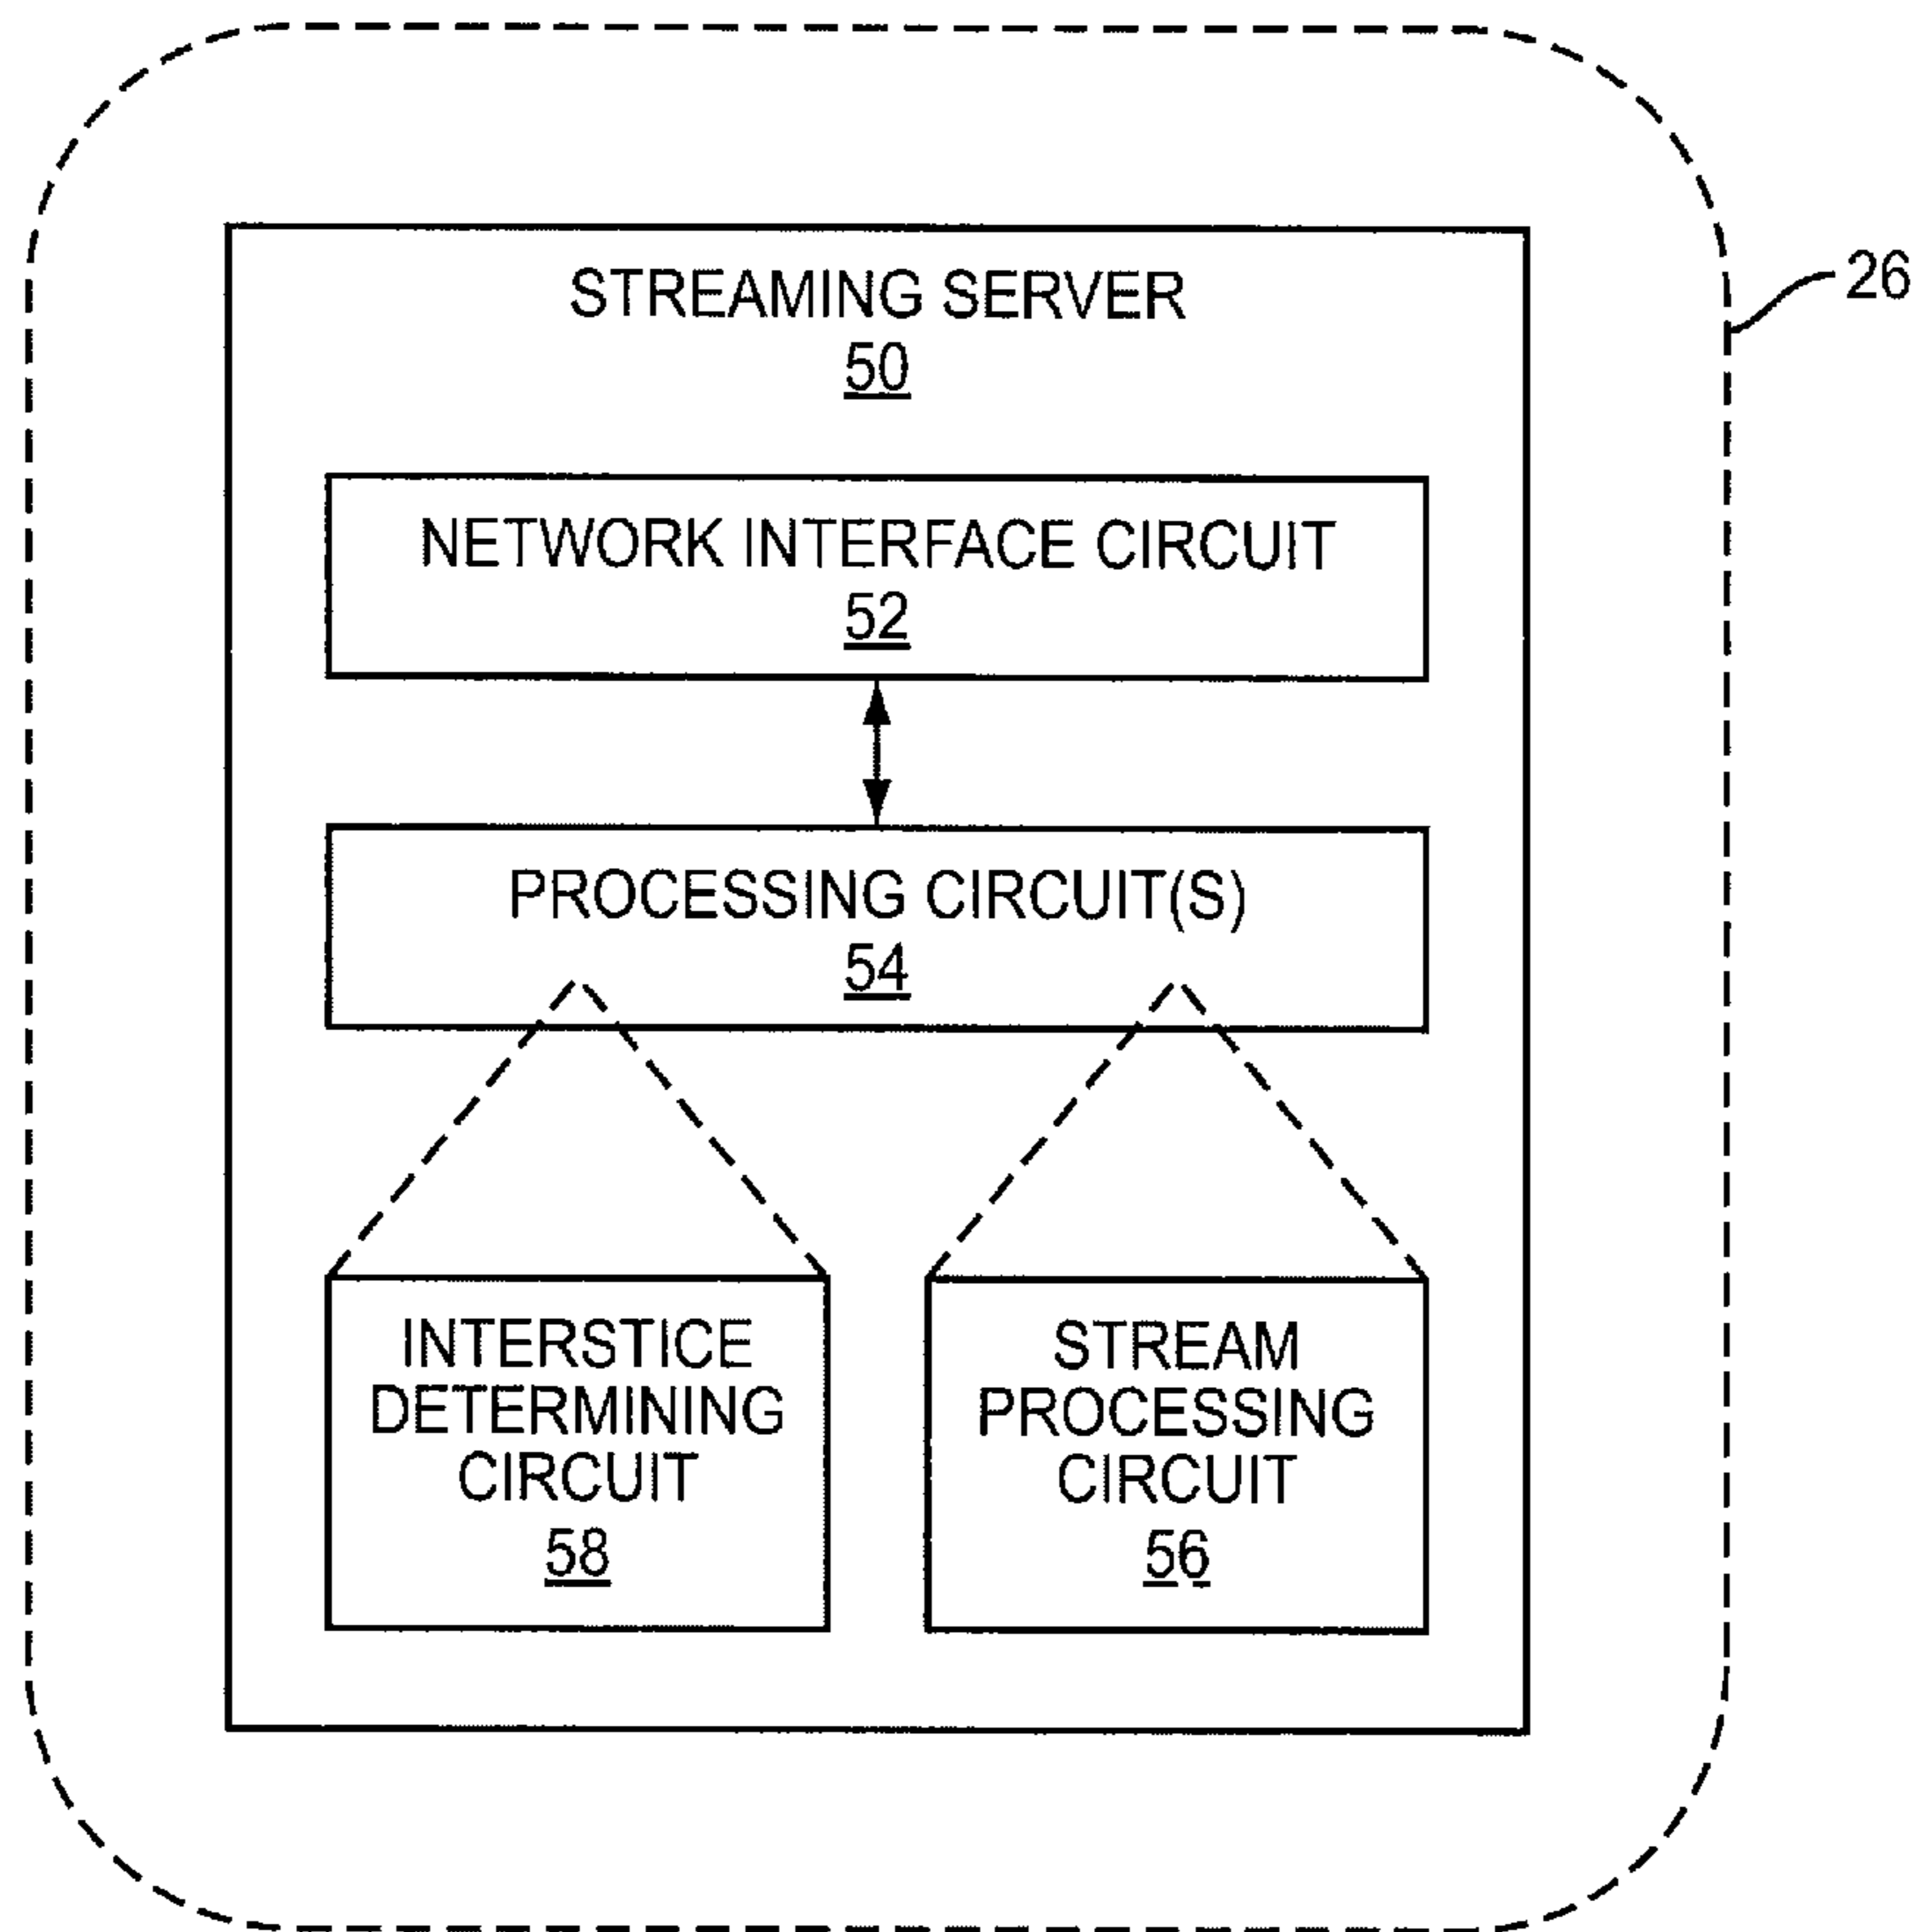 STREAMING SERVER
50
26
NETWORK INTERFACE CIRCUIT
52
PROCESSING CIRCUIT(S)
54
INTERSTICE
DETERMINING
CIRCUIT
58
STREAM
PROCESSING
CIRCUIT
56